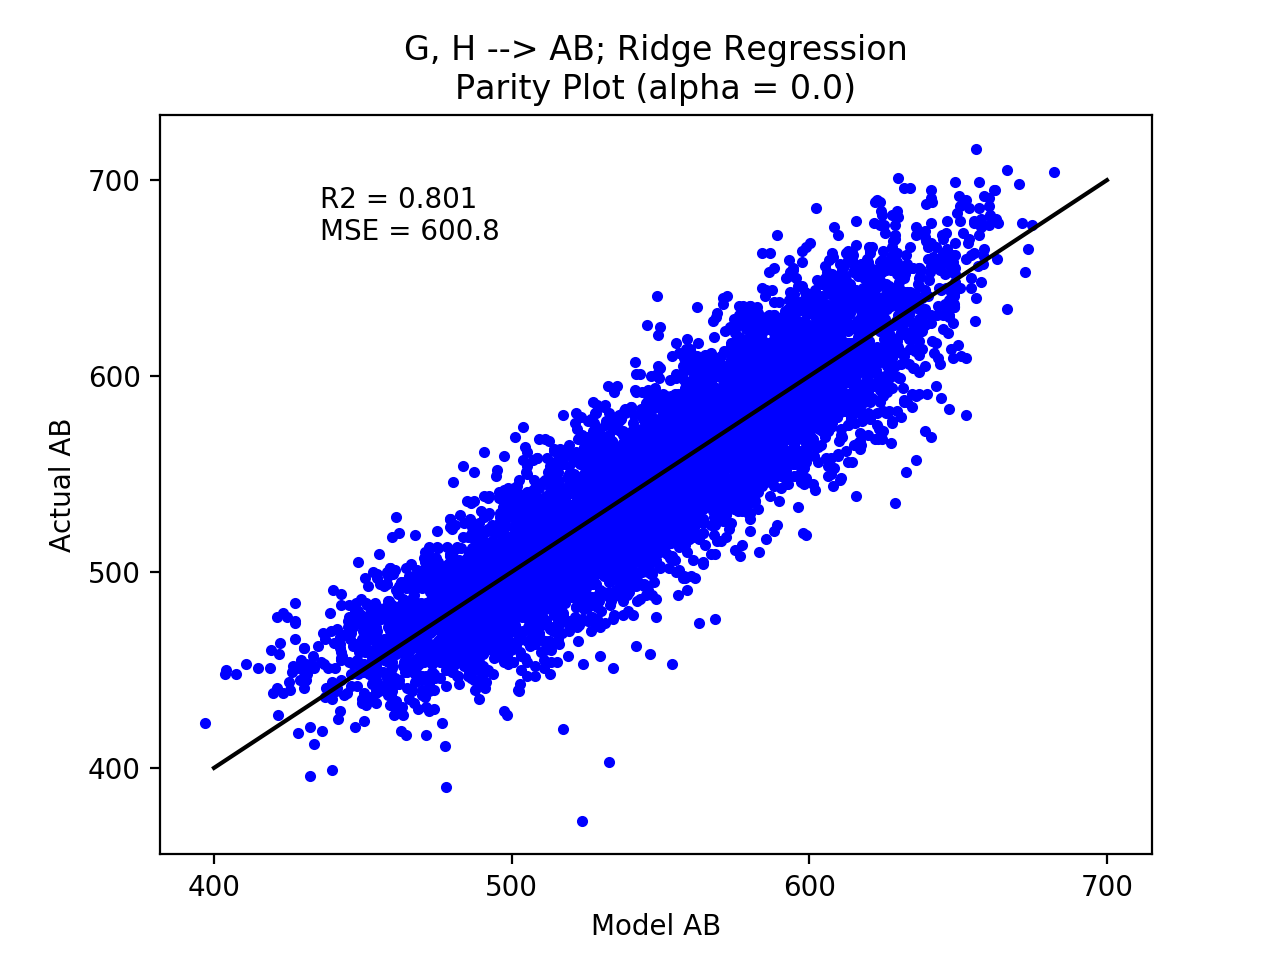 G, H --> AB; Ridge Regression
Parity Plot (alpha = 0.0)
R2 = 0.801
MSE = 600.8
700
600
500
400
Actual AB
400 500 600 700
Model AB